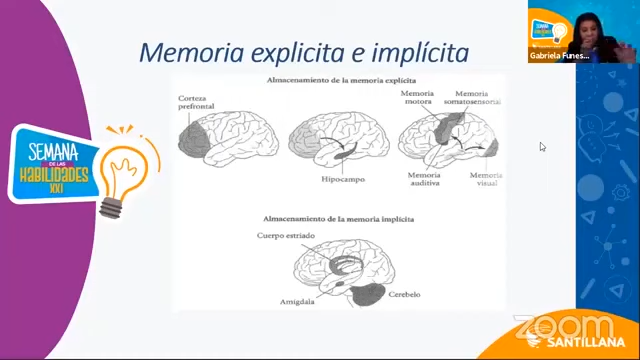 Memoria explicita e implícita
Almacenamiento de la memoria explícita
Corteza
prefrontal
Hipocampo
Memoria
motora
Memoria
somatosensorial
Memoria
auditiva
Memoria
visual
Almacenamiento de la memoria implícita
Cuerpo estriado
Amígdala
Cerebelo
SEMANA
DE LAS
HABILIDADES
XXI
Gabriela Funes...
zoom
SANTILLANA